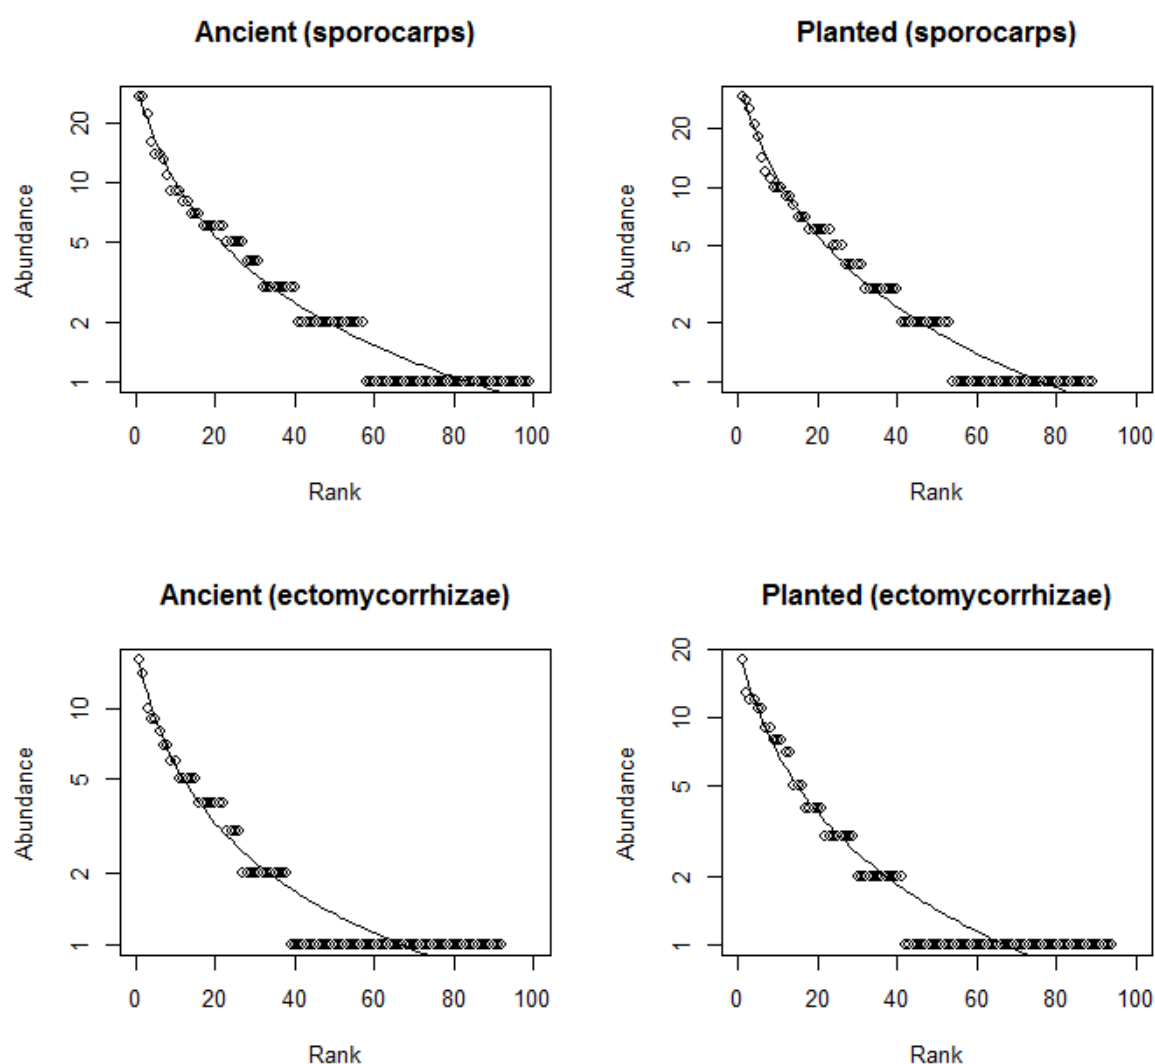 Ancient (sporocarps)
Abundance
20
10
5
2
1
0 20 40 60 80 100
Rank
Planted (sporocarps)
Abundance
20
10
5
2
1
0 20 40 60 80 100
Rank
Ancient (ectomycorrhizae)
Abundance
10
5
2
1
0 20 40 60 80 100
Rank
Planted (ectomycorrhizae)
Abundance
20
10
5
2
1
0 20 40 60 80 100
Rank